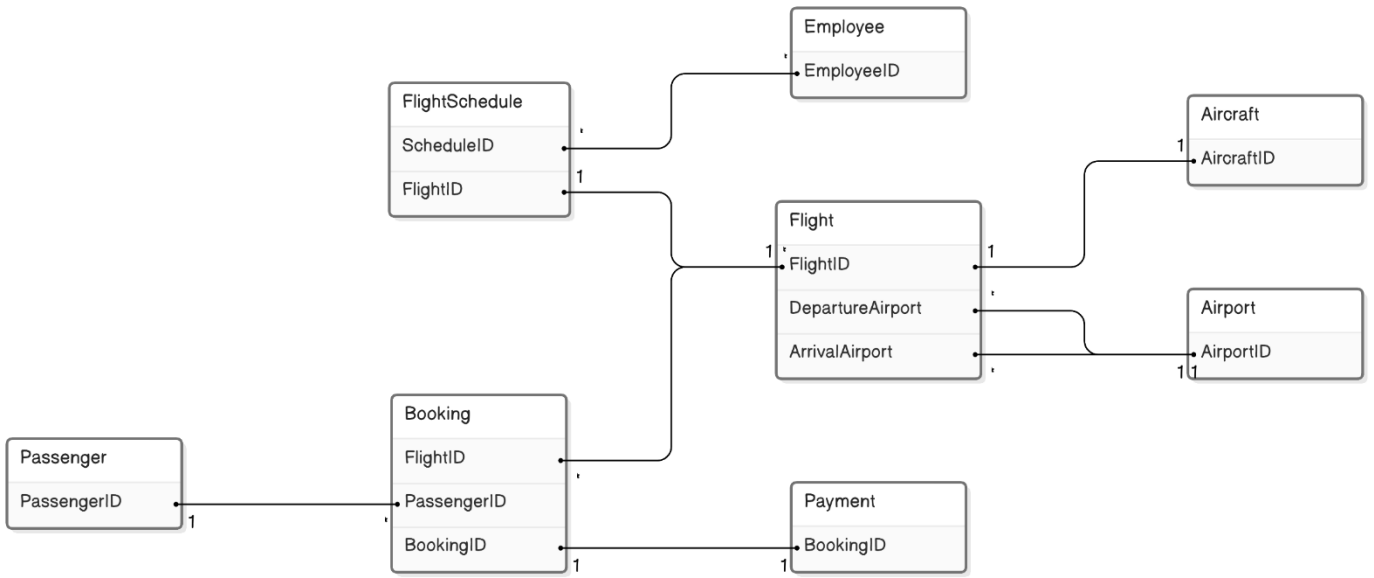 Employee
*
EmployeeID
FlightSchedule
ScheduleID
*
FlightID
1
Aircraft
1
AircraftID
Flight
1 *
FlightID
1
DepartureAirport
*
ArrivalAirport
*
Airport
AirportID
1 1
Booking
FlightID
*
PassengerID
*
BookingID
1
Passenger
PassengerID
1
Payment
BookingID
1